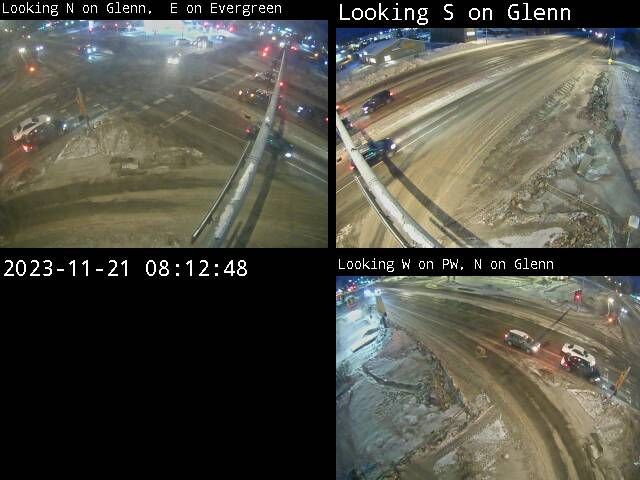 Looking N on Glenn,  E on Evergreen
Looking S on Glenn
2023-11-21 08:12:48
Looking W on PW, N on Glenn